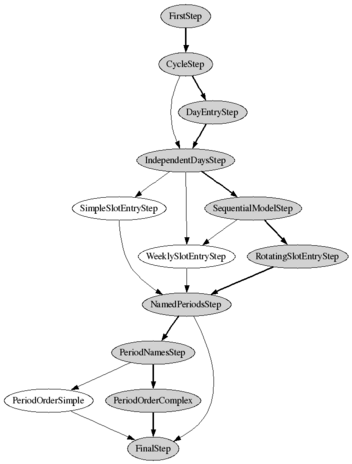 FirstStep
CycleStep
DayEntryStep
IndependentDaysStep
SimpleSlotEntryStep
SequentialModelStep
WeeklySlotEntryStep
RotatingSlotEntryStep
NamedPeriodsStep
PeriodNamesStep
PeriodOrderSimple
PeriodOrderComplex
FinalStep